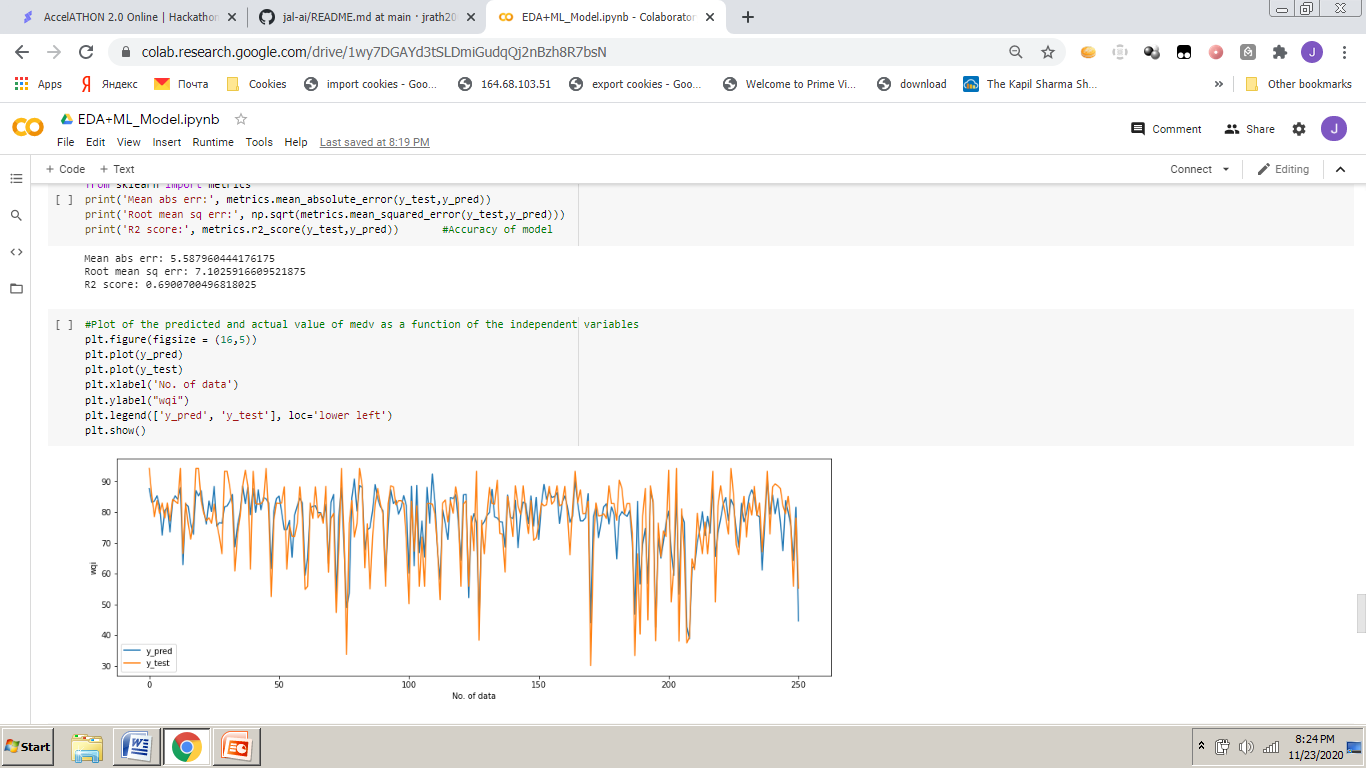 AccelATHON 2.0 Online | Hackathon
jal-ai/README.md at main · jrath20
EDA+ML_Model.ipynb - Colaborator
colab.research.google.com/drive/1wy7DGAYd3tSLDmiGudqQj2nBzh8R7bsN
J
Apps
Яндекс
Почта
Cookies
import cookies - Goo...
164.68.103.51
export cookies - Goo...
Welcome to Prime Vi...
download
The Kapil Sharma Sh...
»
Other bookmarks
EDA+ML_Model.ipynb
File Edit View Insert Runtime Tools Help Last saved at 8:19 PM
Comment
Share
J
+ Code + Text
Connect
Editing
from sklearn import metrics
[ ] print('Mean abs err:', metrics.mean_absolute_error(y_test,y_pred))
print('Root mean sq err:', np.sqrt(metrics.mean_squared_error(y_test,y_pred)))
print('R2 score:', metrics.r2_score(y_test,y_pred)) #Accuracy of model
Mean abs err: 5.587960444176175
Root mean sq err: 7.1025916609521875
R2 score: 0.6900700496818025
[ ] #Plot of the predicted and actual value of medv as a function of the independent variables
plt.figure(figsize = (16,5))
plt.plot(y_pred)
plt.plot(y_test)
plt.xlabel('No. of data')
plt.ylabel("wqi")
plt.legend(['y_pred', 'y_test'], loc='lower left')
plt.show()
90
80
70
60
50
40
30
wqi
y_pred
y_test
0 50 100 150 200 250
No. of data
Start
8:24 PM
11/23/2020